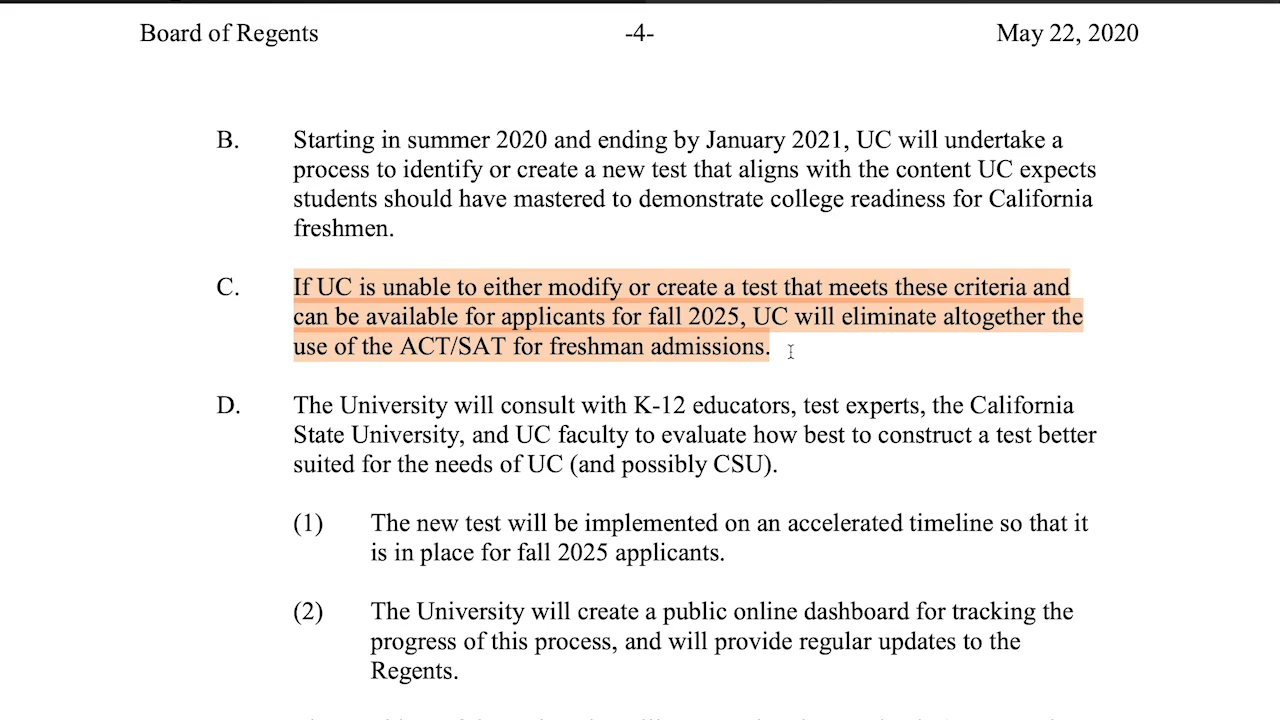 Board of Regents -4- May 22, 2020
B. Starting in summer 2020 and ending by January 2021, UC will undertake a
process to identify or create a new test that aligns with the content UC expects
students should have mastered to demonstrate college readiness for California
freshmen.
C. If UC is unable to either modify or create a test that meets these criteria and
can be available for applicants for fall 2025, UC will eliminate altogether the
use of the ACT/SAT for freshman admissions.
D. The University will consult with K-12 educators, test experts, the California
State University, and UC faculty to evaluate how best to construct a test better
suited for the needs of UC (and possibly CSU).
(1) The new test will be implemented on an accelerated timeline so that it
is in place for fall 2025 applicants.
(2) The University will create a public online dashboard for tracking the
progress of this process, and will provide regular updates to the
Regents.